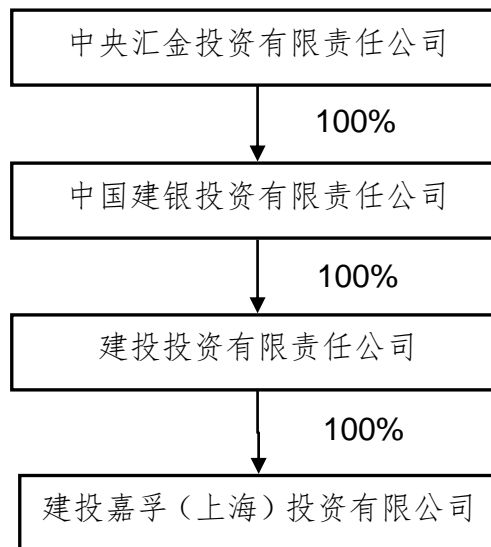 中央汇金投资有限责任公司
100%
中国建银投资有限责任公司
100%
建投投资有限责任公司
100%
建投嘉孚（上海）投资有限公司